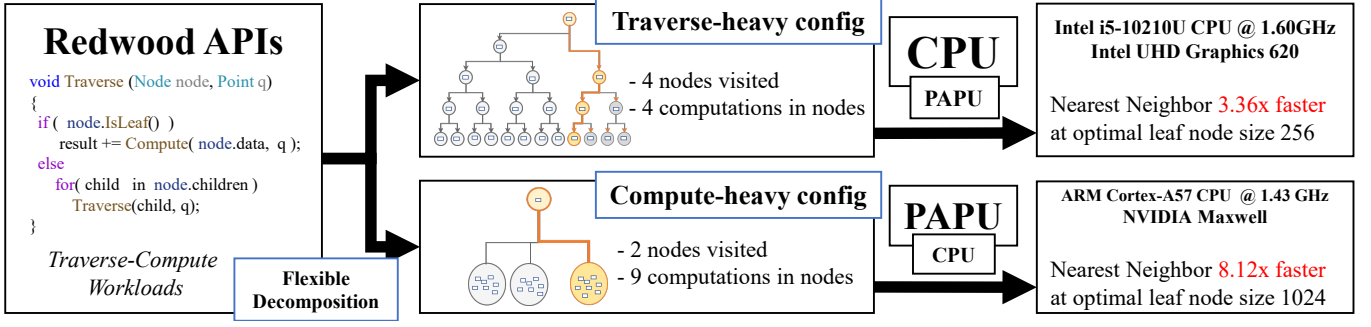 Redwood APIs
void Traverse (Node node, Point q)
{
if ( node.IsLeaf() )
result += Compute( node.data, q );
else
for( child in node.children )
Traverse(child, q);
}
Traverse-Compute
Workloads
Flexible
Decomposition
Traverse-heavy config
- 4 nodes visited
- 4 computations in nodes
CPU
PAPU
Intel i5-10210U CPU @ 1.60GHz
Intel UHD Graphics 620
Nearest Neighbor 3.36x faster
at optimal leaf node size 256
Compute-heavy config
- 2 nodes visited
- 9 computations in nodes
PAPU
CPU
ARM Cortex-A57 CPU @ 1.43 GHz
NVIDIA Maxwell
Nearest Neighbor 8.12x faster
at optimal leaf node size 1024